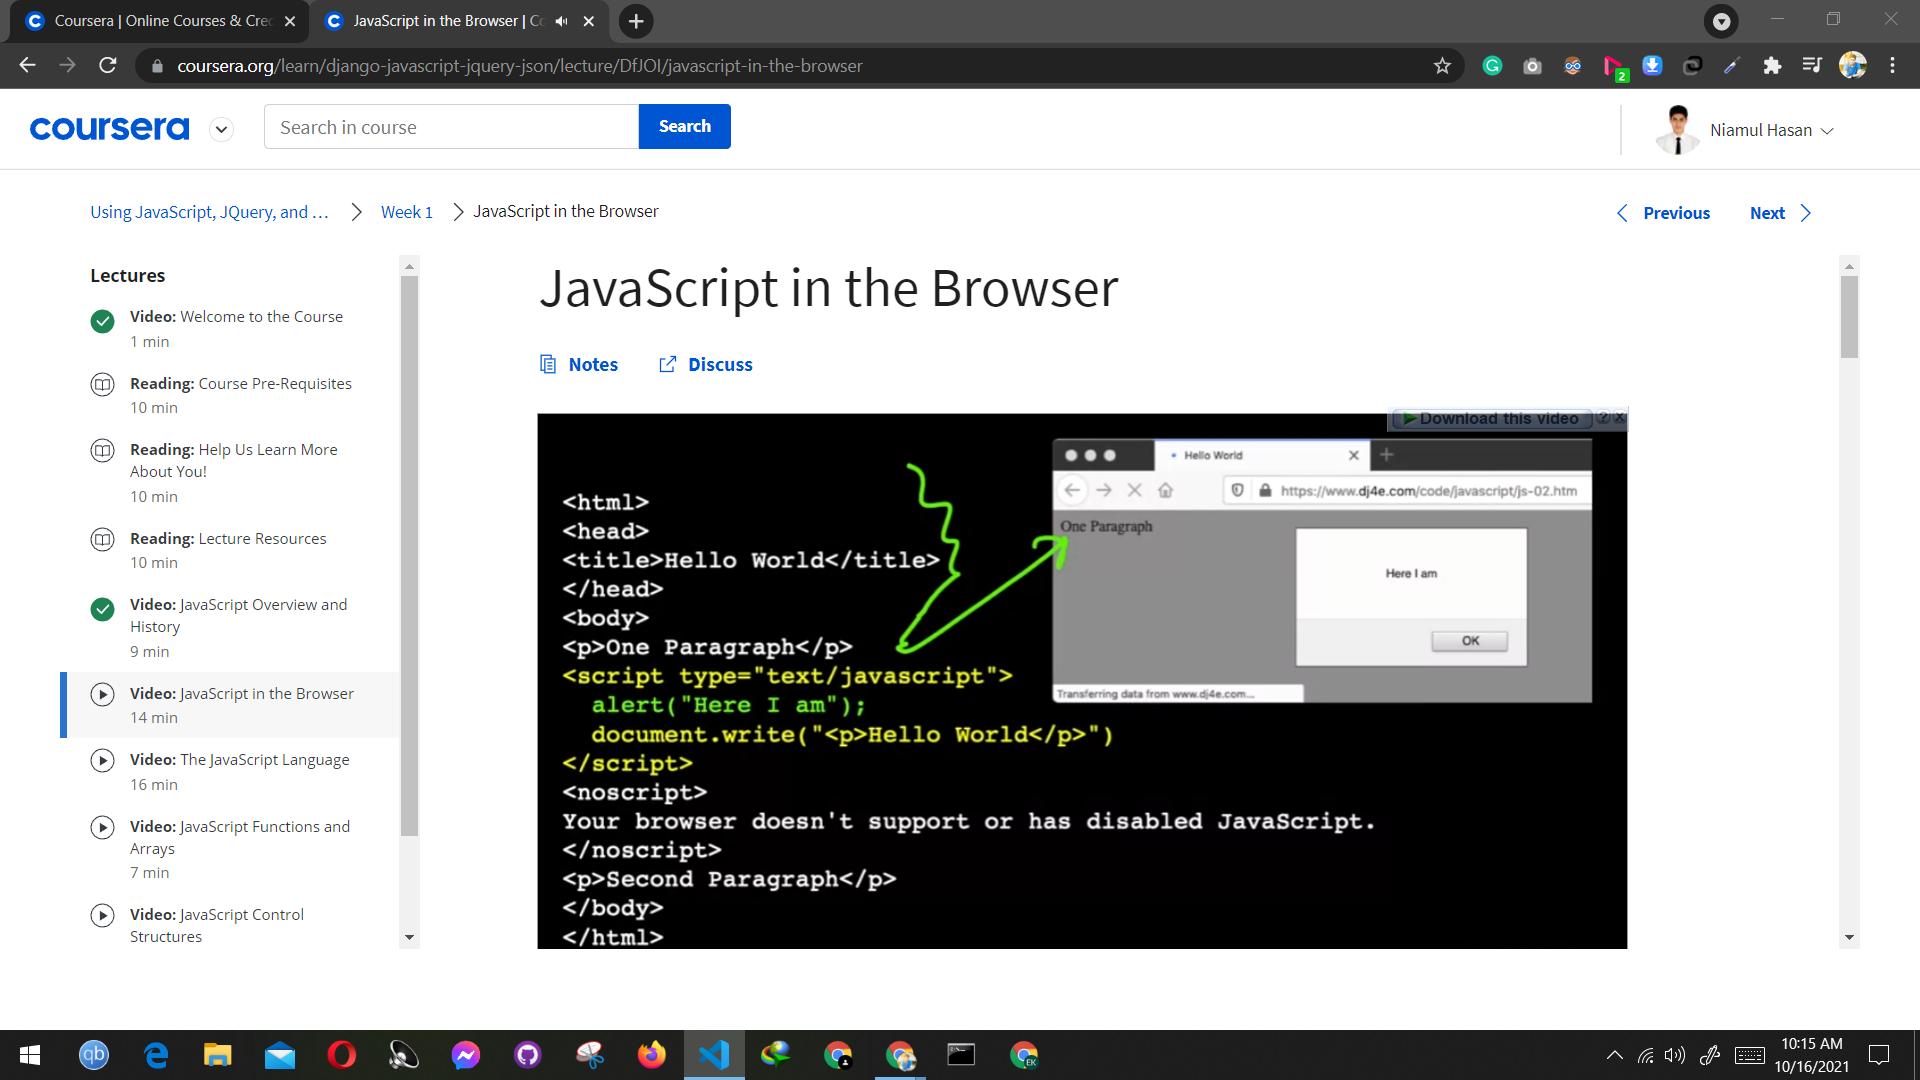 Coursera | Online Courses & Cre
JavaScript in the Browser | C
coursera.org/learn/django-javascript-jquery-json/lecture/DfJOl/javascript-in-the-browser
2
coursera
Search in course
Search
Niamul Hasan
Using JavaScript, JQuery, and ...
Week 1
JavaScript in the Browser
Previous
Next
Lectures
Video: Welcome to the Course
1 min
Reading: Course Pre-Requisites
10 min
Reading: Help Us Learn More
About You!
10 min
Reading: Lecture Resources
10 min
Video: JavaScript Overview and
History
9 min
Video: JavaScript in the Browser
14 min
Video: The JavaScript Language
16 min
Video: JavaScript Functions and
Arrays
7 min
Video: JavaScript Control
Structures
JavaScript in the Browser
Notes
Discuss
Download this video
<html>
<head>
<title>Hello World</title>
</head>
<body>
<p>One Paragraph</p>
<script type="text/javascript">
alert("Here I am");
document.write("<p>Hello World</p>")
</script>
<noscript>
Your browser doesn't support or has disabled JavaScript.
</noscript>
<p>Second Paragraph</p>
</body>
</html>
Hello World
https://www.dj4e.com/code/javascript/js-02.htm
One Paragraph
Here I am
OK
Transferring data from www.dj4e.com...
qb
EK
10:15 AM
10/16/2021